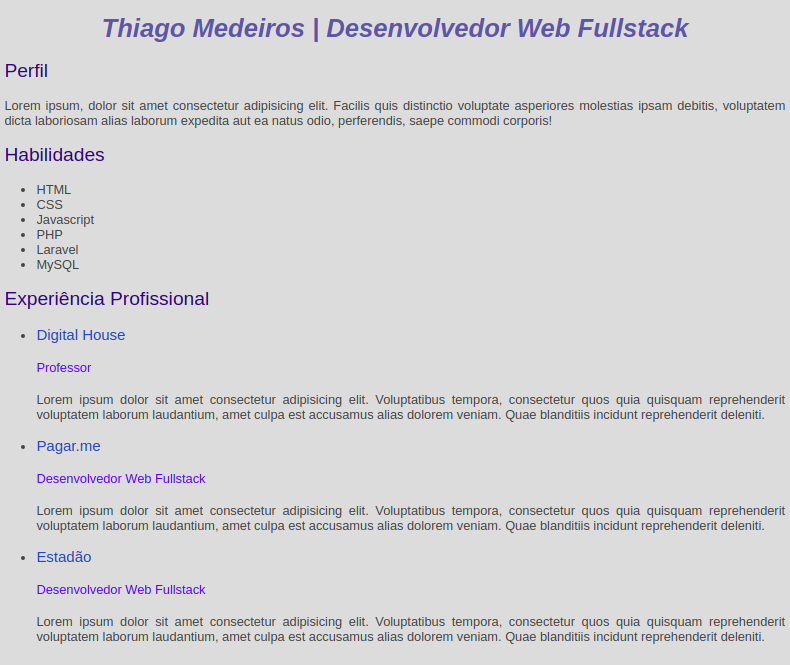 Thiago Medeiros | Desenvolvedor Web Fullstack
Perfil
Lorem ipsum, dolor sit amet consectetur adipisicing elit. Facilis quis distinctio voluptate asperiores molestias ipsam debitis, voluptatem
dicta laboriosam alias laborum expedita aut ea natus odio, perferendis, saepe commodi corporis!
Habilidades
HTML
CSS
Javascript
PHP
Laravel
MySQL
Experiência Profissional
Digital House
Professor
Lorem ipsum dolor sit amet consectetur adipisicing elit. Voluptatibus tempora, consectetur quos quia quisquam reprehenderit
voluptatem laborum laudantium, amet culpa est accusamus alias dolorem veniam. Quae blanditiis incidunt reprehenderit deleniti.
Pagar.me
Desenvolvedor Web Fullstack
Lorem ipsum dolor sit amet consectetur adipisicing elit. Voluptatibus tempora, consectetur quos quia quisquam reprehenderit
voluptatem laborum laudantium, amet culpa est accusamus alias dolorem veniam. Quae blanditiis incidunt reprehenderit deleniti.
Estadão
Desenvolvedor Web Fullstack
Lorem ipsum dolor sit amet consectetur adipisicing elit. Voluptatibus tempora, consectetur quos quia quisquam reprehenderit
voluptatem laborum laudantium, amet culpa est accusamus alias dolorem veniam. Quae blanditiis incidunt reprehenderit deleniti.